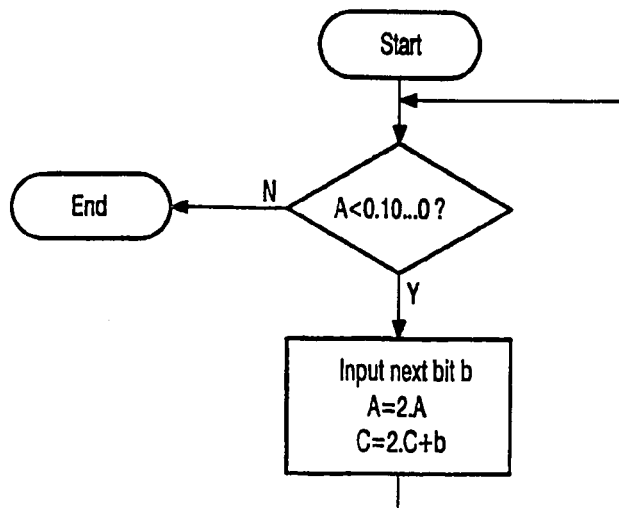 Start
A<0.10...0 ?
N
End
Y
Input next bit b
A=2.A
C=2.C+b